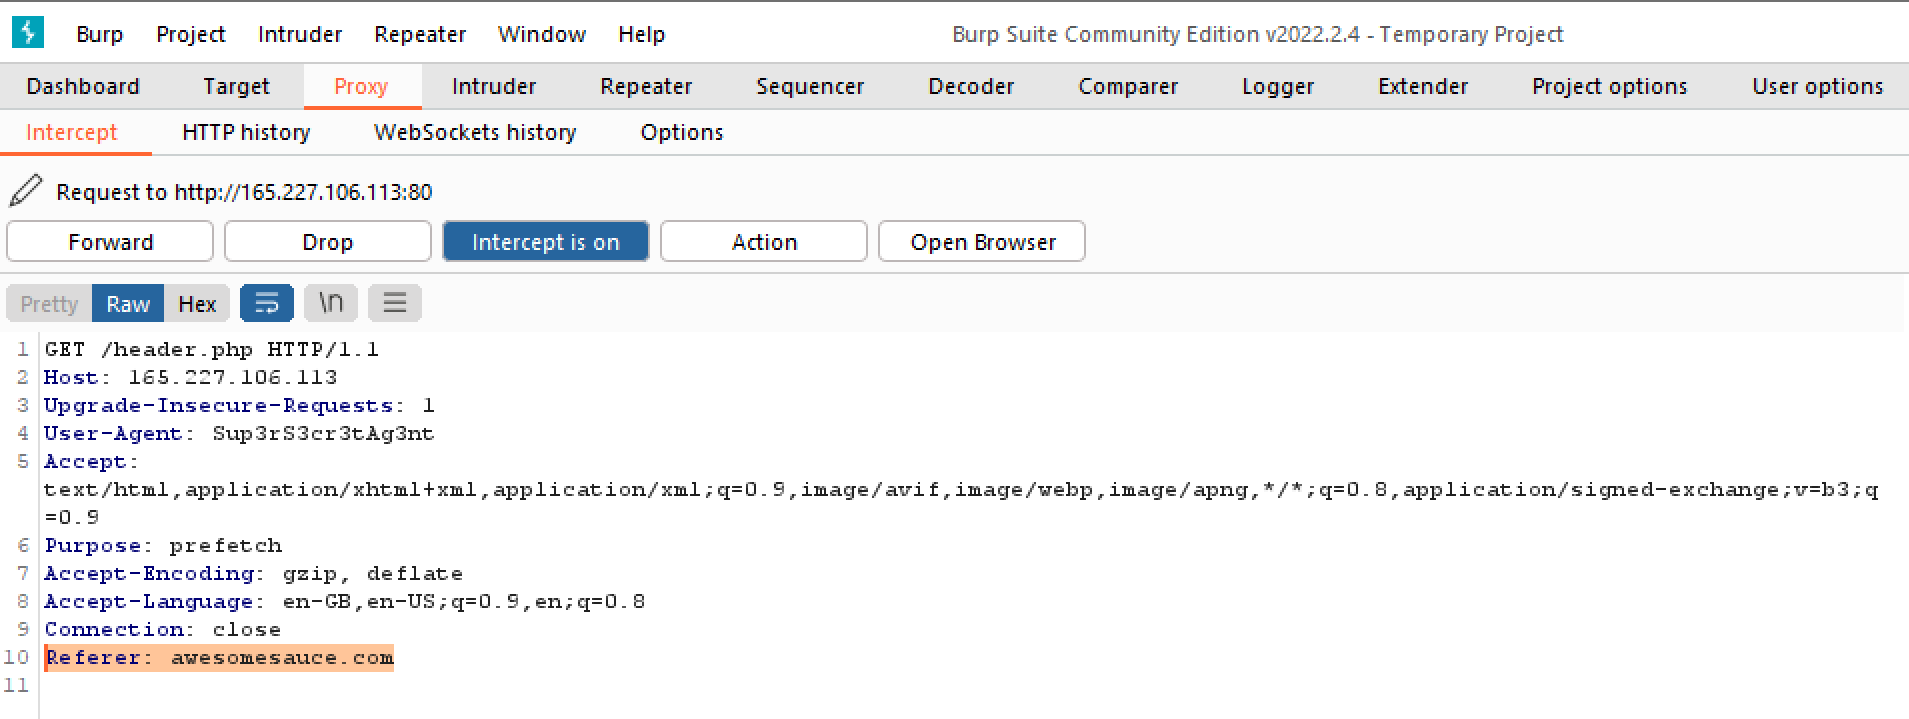 Burp Project Intruder Repeater Window Help Burp Suite Community Edition v2022.2.4 - Temporary Project
Dashboard Target Proxy Intruder Repeater Sequencer Decoder Comparer Logger Extender Project options User options
Intercept HTTP history WebSockets history Options
Request to http://165.227.106.113:80
Forward Drop Intercept is on Action Open Browser
Pretty Raw Hex \n
1 GET /header.php HTTP/1.1
2 Host: 165.227.106.113
3 Upgrade-Insecure-Requests: 1
4 User-Agent: Sup3rS3cr3tAg3nt
5 Accept:
text/html,application/xhtml+xml,application/xml;q=0.9,image/avif,image/webp,image/apng,*/*;q=0.8,application/signed-exchange;v=b3;q
=0.9
6 Purpose: prefetch
7 Accept-Encoding: gzip, deflate
8 Accept-Language: en-GB,en-US;q=0.9,en;q=0.8
9 Connection: close
10 Referer: awesomesauce.com
11